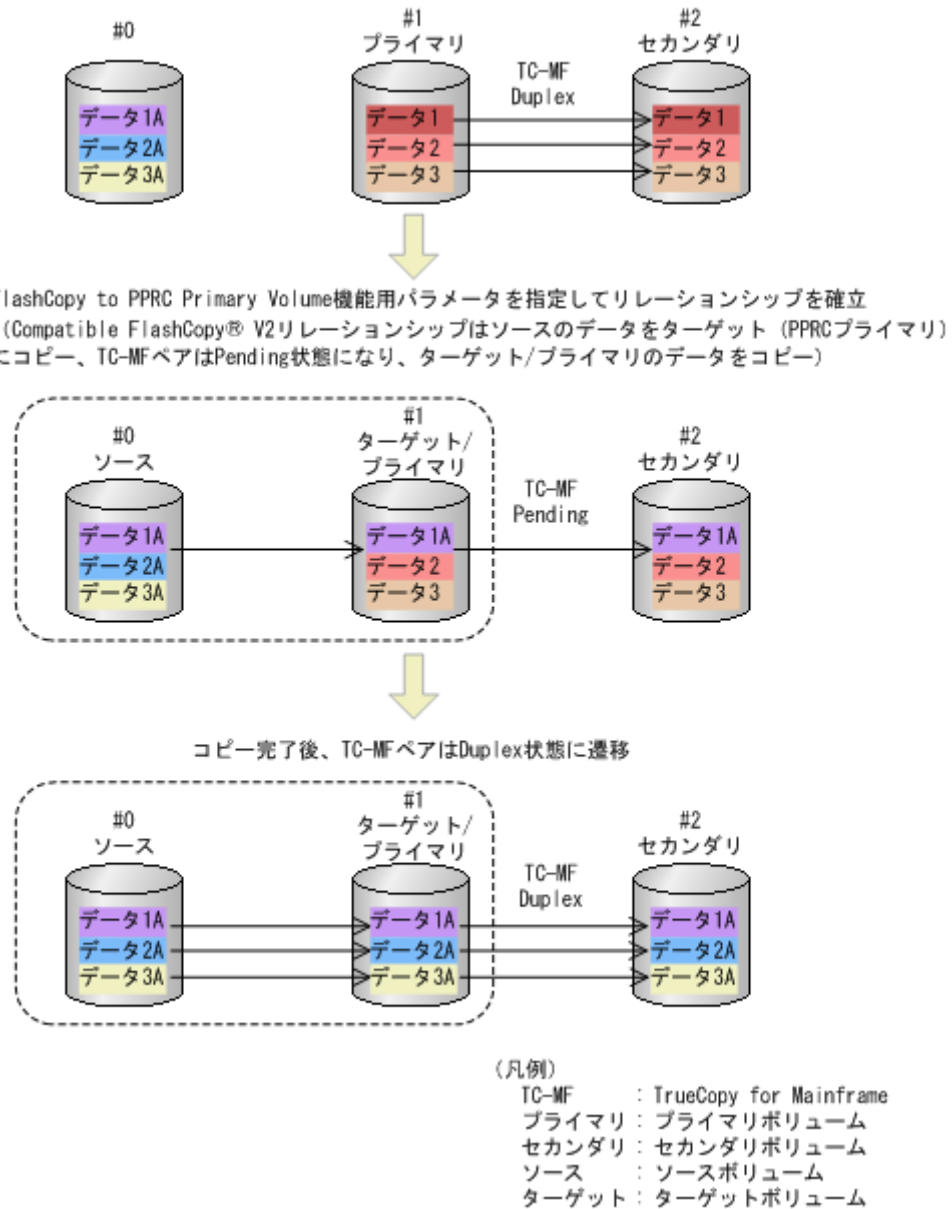 #0
#1
プライマリ
#2
セカンダリ
TC-MF
Duplex
データ1A
データ2A
データ3A
データ1
データ2
データ3
データ1
データ2
データ3
lashCopy to PPRC Primary Volume機能用パラメータを指定してリレーションシップを確立
(Compatible FlashCopy® V2リレーションシップはソースのデータをターゲット (PPRCプライマリ)
にコピー、TC-MFペアはPending状態になり、ターゲット/プライマリのデータをコピー)
#0
ソース
#1
ターゲット/
プライマリ
#2
セカンダリ
TC-MF
Pending
データ1A
データ2A
データ3A
データ1A
データ2
データ3
データ1A
データ2
データ3
コピー完了後、TC-MFペアはDuplex状態に遷移
#0
ソース
#1
ターゲット/
プライマリ
#2
セカンダリ
TC-MF
Duplex
データ1A
データ2A
データ3A
データ1A
データ2A
データ3A
データ1A
データ2A
データ3A
(凡例)
TC-MF : TrueCopy for Mainframe
プライマリ : プライマリボリューム
セカンダリ : セカンダリボリューム
ソース : ソースボリューム
ターゲット : ターゲットボリューム